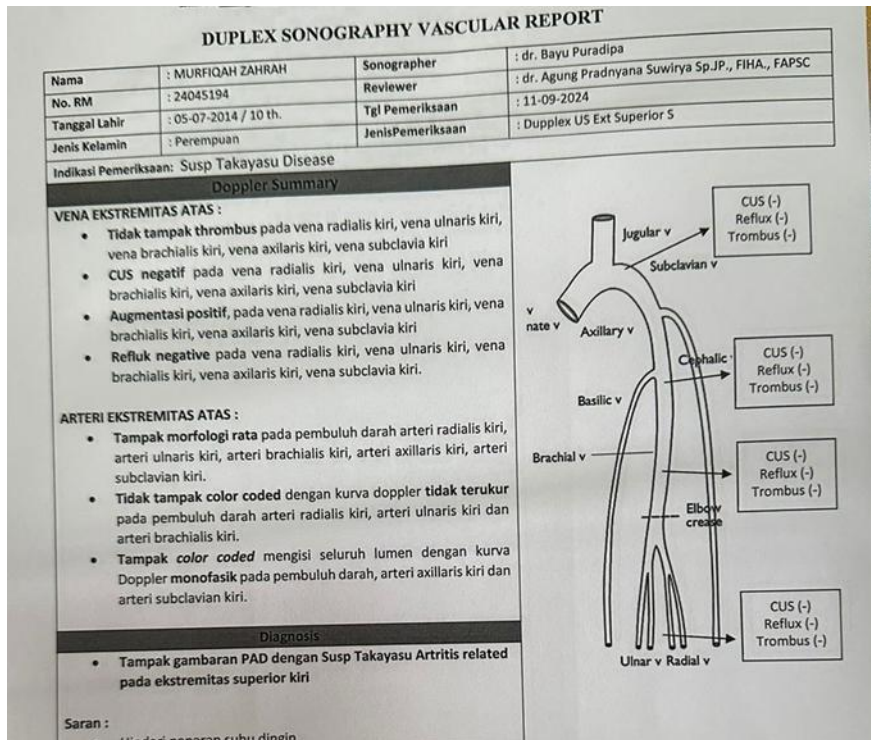 DUPLEX SONOGRAPHY VASCULAR REPORT
Nama : MURFIQAH ZAHRAH Sonographer : dr. Bayu Puradipa
No. RM : 24045194 Reviewer : dr. Agung Pradnyana Suwirya Sp.JP., FIHA., FAPSC
Tanggal Lahir : 05-07-2014 / 10 th. Tgl Pemeriksaan : 11-09-2024
Jenis Kelamin : Perempuan JenisPemeriksaan : Dupplex US Ext Superior S
Indikasi Pemeriksaan: Susp Takayasu Disease
Doppler Summary
VENA EKSTREMITAS ATAS :
• Tidak tampak thrombus pada vena radialis kiri, vena ulnaris kiri,
vena brachialis kiri, vena axilaris kiri, vena subclavia kiri
• CUS negatif pada vena radialis kiri, vena ulnaris kiri, vena
brachialis kiri, vena axilaris kiri, vena subclavia kiri
• Augmentasi positif, pada vena radialis kiri, vena ulnaris kiri, vena
brachialis kiri, vena axilaris kiri, vena subclavia kiri
• Refluk negative pada vena radialis kiri, vena ulnaris kiri, vena
brachialis kiri, vena axilaris kiri, vena subclavia kiri.
ARTERI EKSTREMITAS ATAS :
• Tampak morfologi rata pada pembuluh darah arteri radialis kiri,
arteri ulnaris kiri, arteri brachialis kiri, arteri axillaris kiri, arteri
subclavian kiri.
• Tidak tampak color coded dengan kurva doppler tidak terukur
pada pembuluh darah arteri radialis kiri, arteri ulnaris kiri dan
arteri brachialis kiri.
• Tampak color coded mengisi seluruh lumen dengan kurva
Doppler monofasik pada pembuluh darah, arteri axillaris kiri dan
arteri subclavian kiri.
Diagnosis
• Tampak gambaran PAD dengan Susp Takayasu Artritis related
pada ekstremitas superior kiri
Saran :
Hindari paparan suhu dingin
CUS (-)
Reflux (-)
Trombus (-)
Jugular v
Subclavian v
v
nate v
Axillary v
Cephalic
CUS (-)
Reflux (-)
Trombus (-)
Basilic v
Brachial v
CUS (-)
Reflux (-)
Trombus (-)
Elbow
crease
CUS (-)
Reflux (-)
Trombus (-)
Ulnar v Radial v